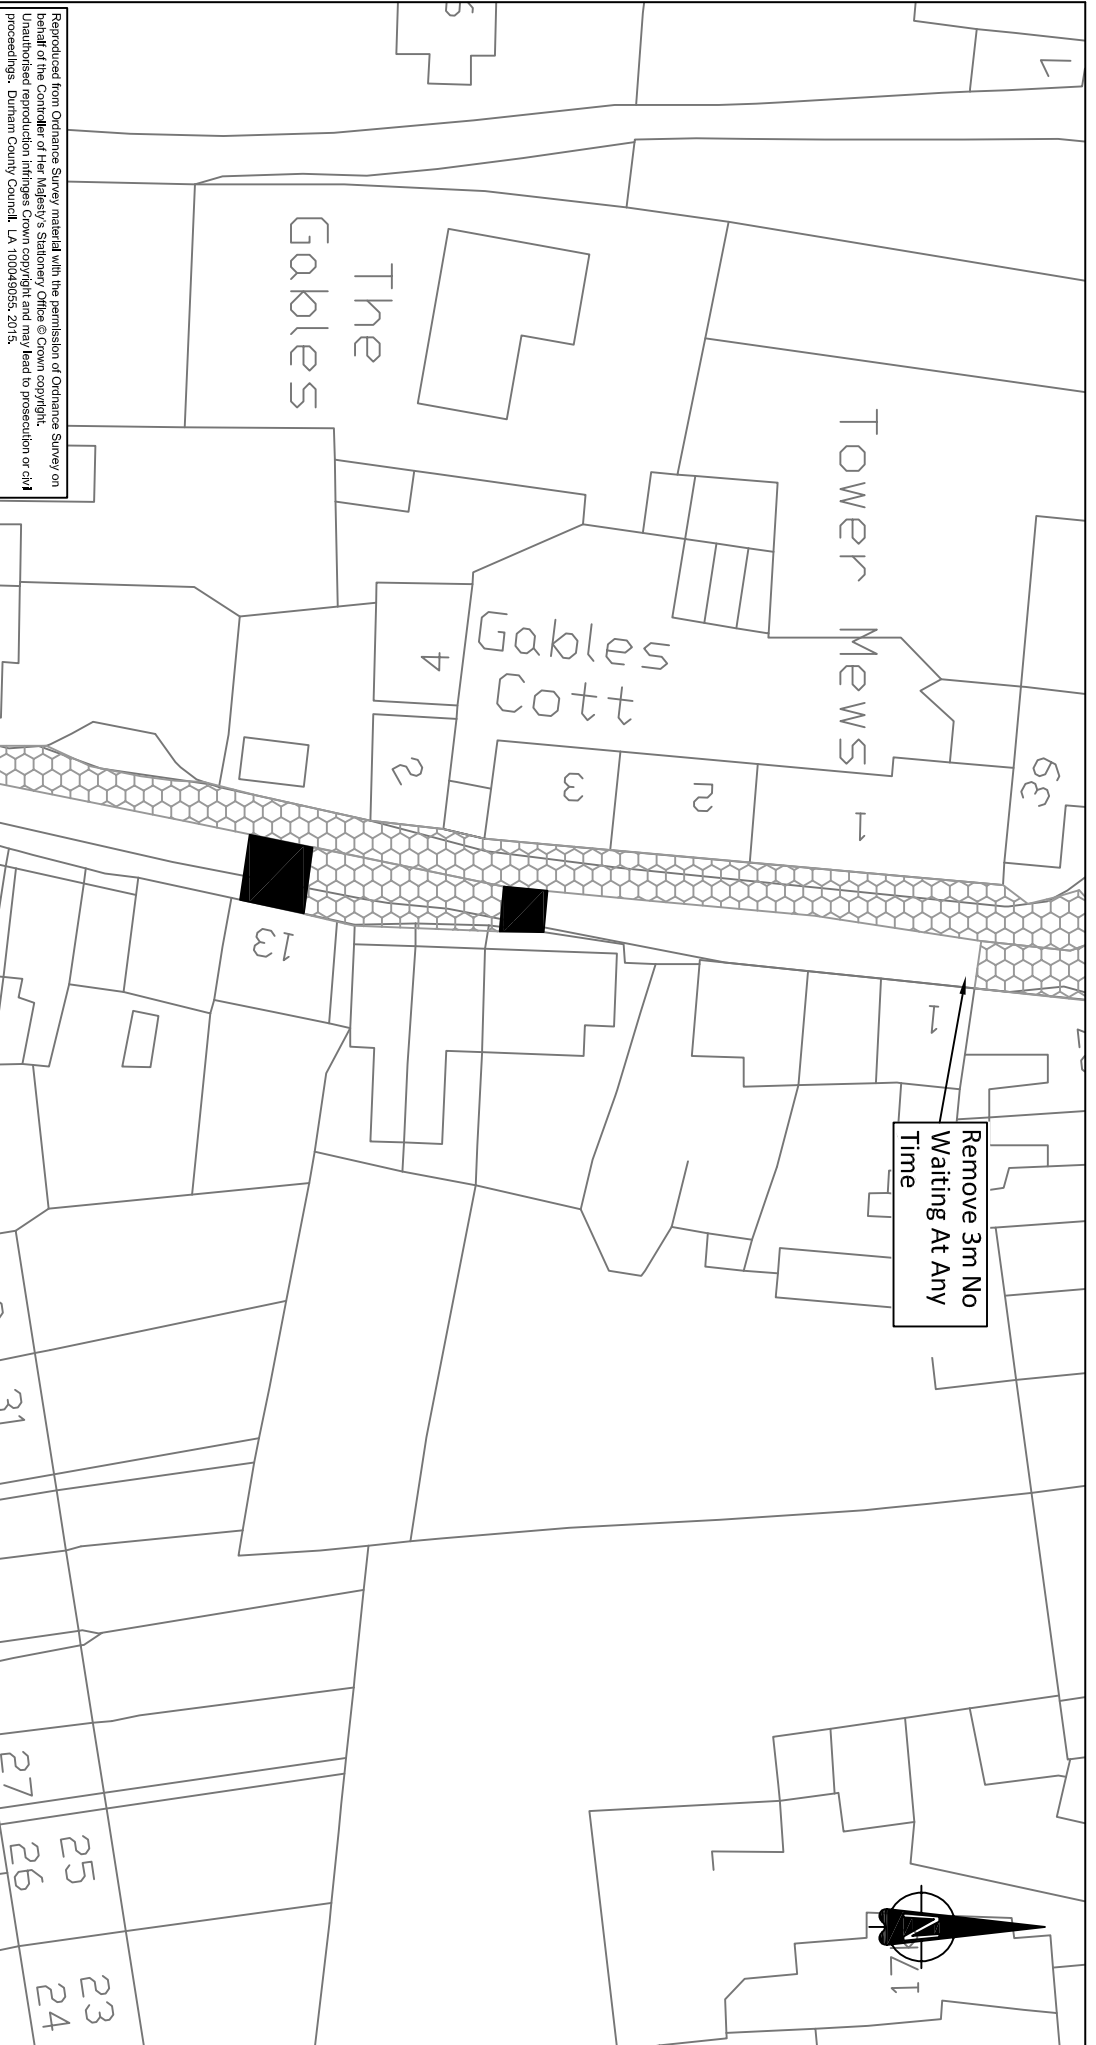 Reproduced from Ordnance Survey material with the permission of Ordnance Survey on
behalf of the Controller of Her Majesty's Stationery Office © Crown copyright.
Unauthorised reproduction infringes Crown copyright and may lead to prosecution or civil
proceedings. Durham County Council. LA 100049055. 2015.
The
Gables
Tower Mews
Gables
Cott
4
2
3
2
1
39
13
1
Remove 3m No
Waiting At Any
Time
31
27
25
26
23
24
N